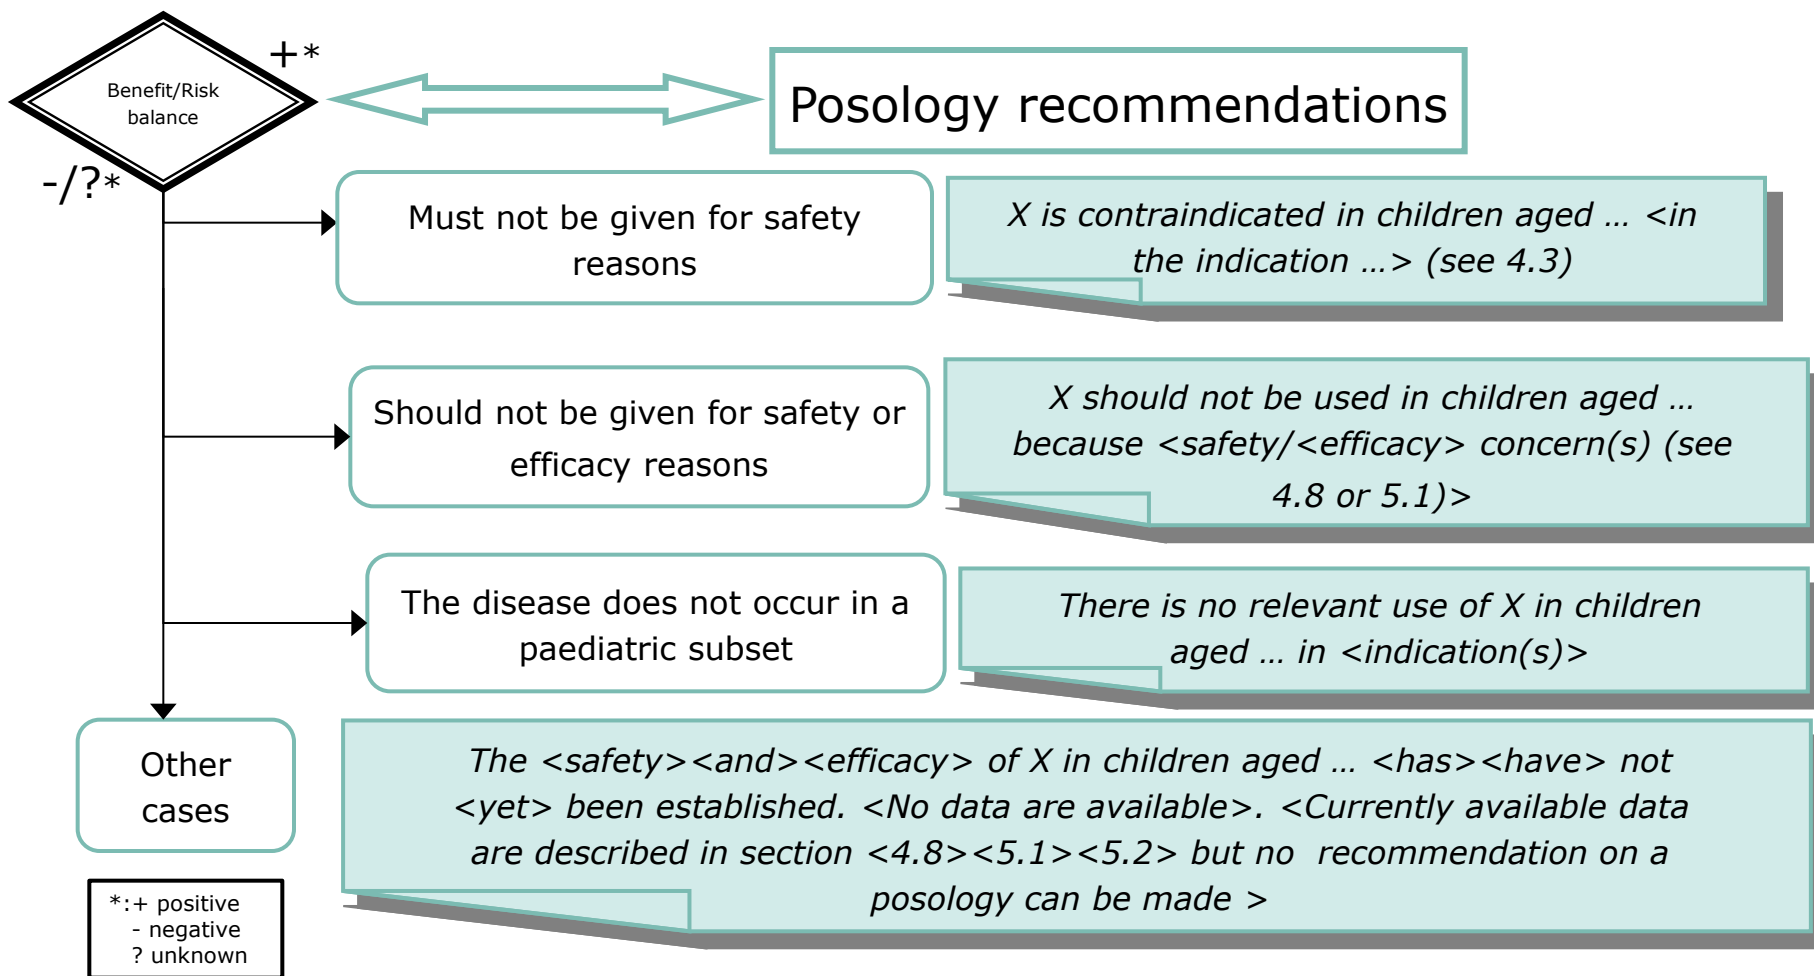 Benefit/Risk
balance
+*
Posology recommendations
-/?*
Must not be given for safety
reasons
X is contraindicated in children aged … <in
the indication …> (see 4.3)
Should not be given for safety or
efficacy reasons
X should not be used in children aged …
because <safety/<efficacy> concern(s) (see
4.8 or 5.1)>
The disease does not occur in a
paediatric subset
There is no relevant use of X in children
aged … in <indication(s)>
Other
cases
The <safety><and><efficacy> of X in children aged … <has><have> not
<yet> been established. <No data are available>. <Currently available data
are described in section <4.8><5.1><5.2> but no  recommendation on a
posology can be made >
*:+ positive
- negative
? unknown